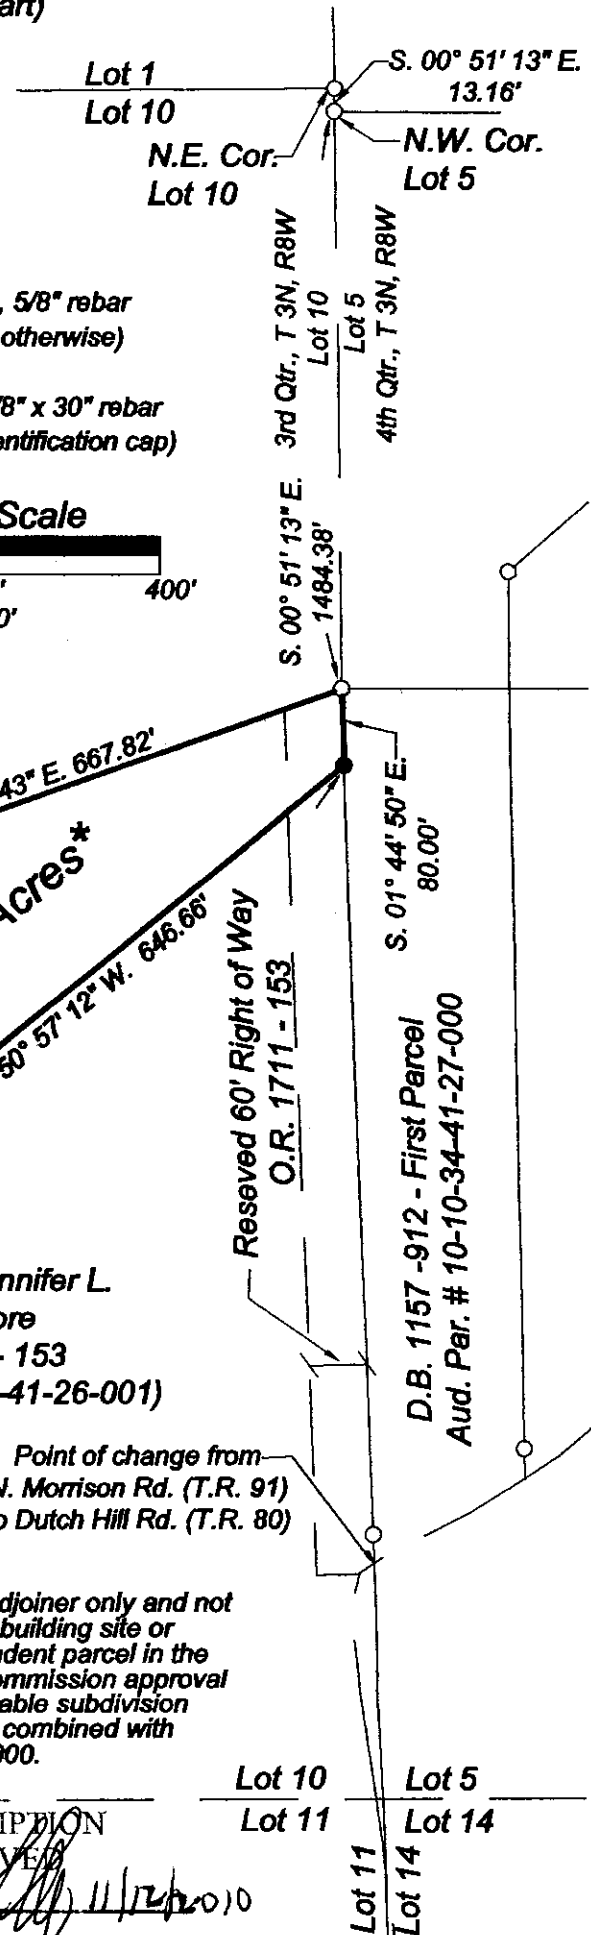 art)
Lot 1
Lot 10
S. 00° 51' 13" E.
13.16'
N.E. Cor.
Lot 10
N.W. Cor.
Lot 5
3rd Qtr., T 3N, R8W
Lot 10
Lot 5
4th Qtr., T 3N, R8W
, 5/8" rebar
otherwise)
/8" x 30" rebar
entification cap)
Scale
400'
0'
S. 00° 51' 13" E.
1484.38'
43" E. 667.82'
Acres*
S. 01° 44' 50" E.
80.00'
50° 57' 12" W. 646.66'
Reseved 60' Right of Way
O.R. 1711 - 153
D.B. 1157 -912 - First Parcel
Aud. Par. # 10-10-34-41-27-000
nnifer L.
ore
- 153
-41-26-001)
Point of change from
N. Morrison Rd. (T.R. 91)
o Dutch Hill Rd. (T.R. 80)
djoiner only and not
building site or
ndent parcel in the
ommission approval
able subdivision
combined with
000.
Lot 10
Lot 5
Lot 11
Lot 14
IPTION
VED
11/12/2010
Lot 11
Lot 14